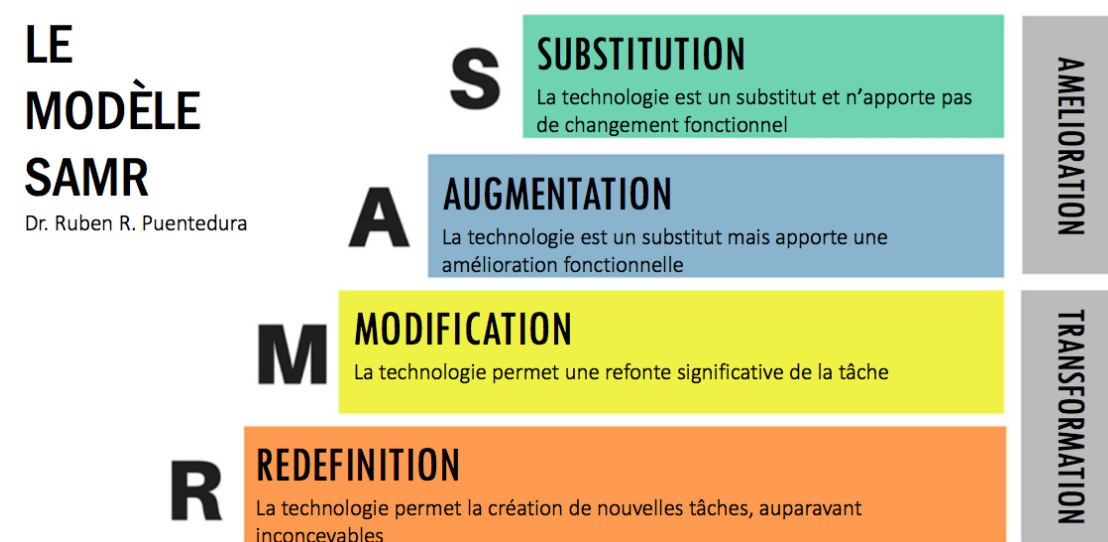 LE
MODÈLE
SAMR
Dr. Ruben R. Puentedura
S
SUBSTITUTION
La technologie est un substitut et n’apporte pas
de changement fonctionnel
A
AUGMENTATION
La technologie est un substitut mais apporte une
amélioration fonctionnelle
AMELIORATION
M
MODIFICATION
La technologie permet une refonte significative de la tâche
R
REDEFINITION
La technologie permet la création de nouvelles tâches, auparavant
inconcevables
TRANSFORMATION